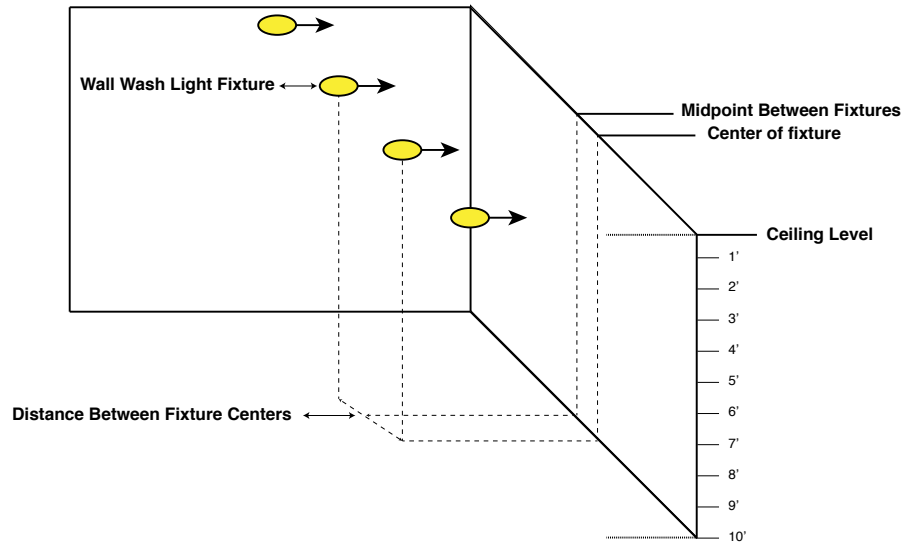 Wall Wash Light Fixture
Midpoint Between Fixtures
Center of fixture
Ceiling Level
1'
2'
3'
4'
5'
6'
Distance Between Fixture Centers
7'
8'
9'
10'